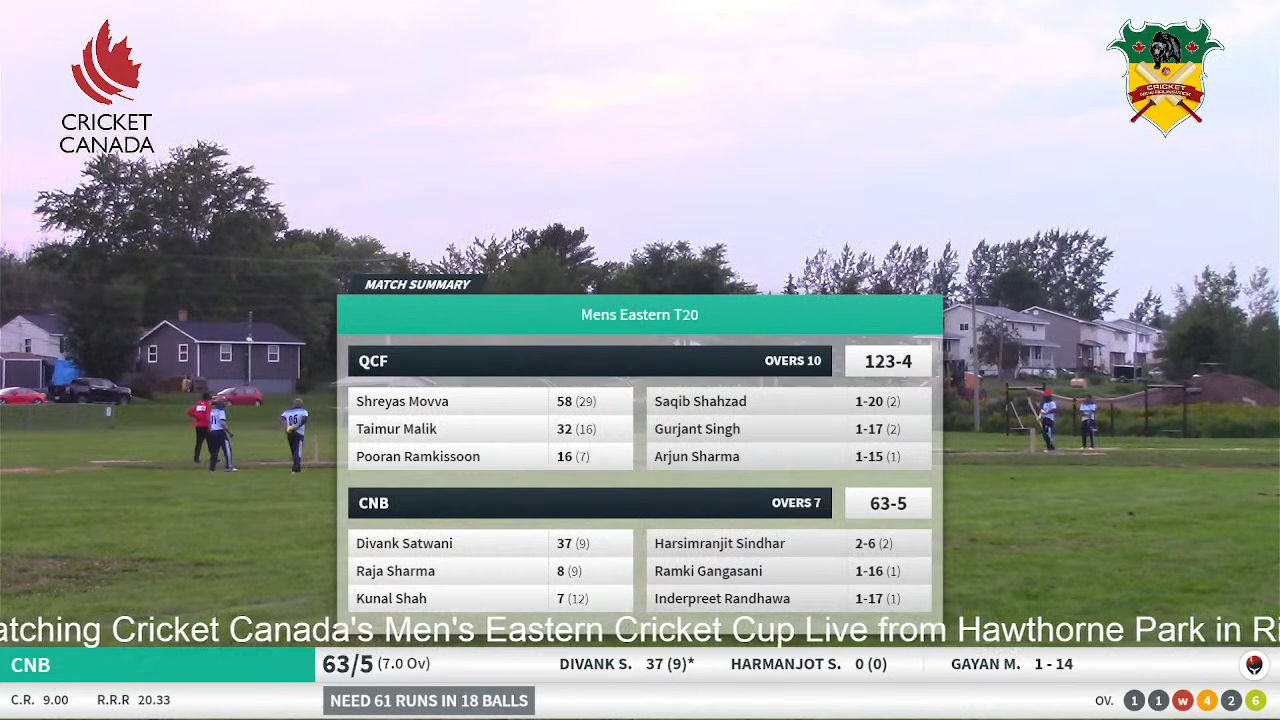 CRICKET
CANADA
CRICKET
NEW BRUNSWICK
MATCH SUMMARY
Mens Eastern T20
QCF OVERS 10 123-4
Shreyas Movva 58 (29) Saqib Shahzad 1-20 (2)
Taimur Malik 32 (16) Gurjant Singh 1-17 (2)
Pooran Ramkissoon 16 (7) Arjun Sharma 1-15 (1)
CNB OVERS 7 63-5
Divank Satwani 37 (9) Harsimranjit Sindhar 2-6 (2)
Raja Sharma 8 (9) Ramki Gangasani 1-16 (1)
Kunal Shah 7 (12) Inderpreet Randhawa 1-17 (1)
atching Cricket Canada's Men's Eastern Cricket Cup Live from Hawthorne Park in Ri
CNB 63/5 (7.0 Ov) DIVANK S. 37 (9)* HARMANJOT S. 0 (0) GAYAN M. 1 - 14
C.R. 9.00 R.R.R 20.33 NEED 61 RUNS IN 18 BALLS OV. 1 1 w 4 2 6